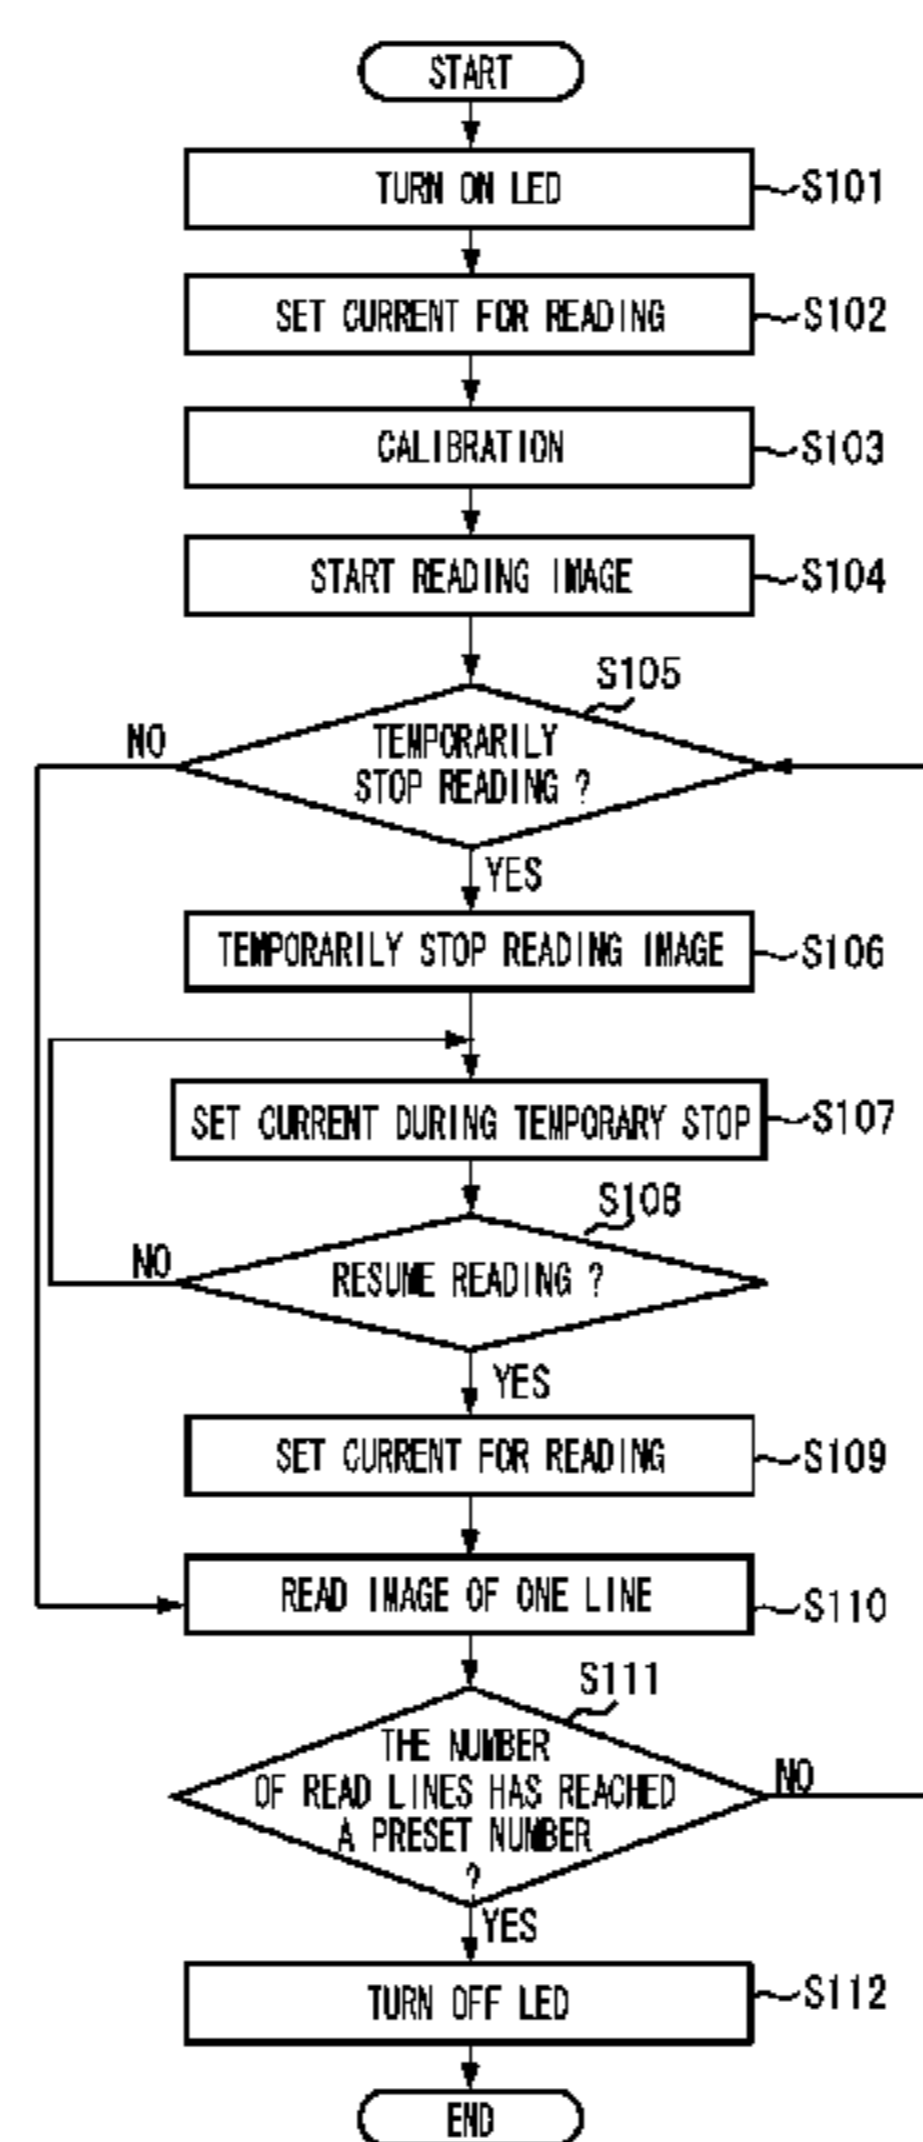 START
TURN ON LED
S101
SET CURRENT FOR READING
S102
CALIBRATION
S103
START READING IMAGE
S104
S105
NO
TEMPORARILY
STOP READING ?
YES
TEMPORARILY STOP READING IMAGE
S106
SET CURRENT DURING TEMPORARY STOP
S107
S108
NO
RESUME READING ?
YES
SET CURRENT FOR READING
S109
READ IMAGE OF ONE LINE
S110
S111
THE NUMBER
OF READ LINES HAS REACHED
A PRESET NUMBER
?
NO
YES
TURN OFF LED
S112
END